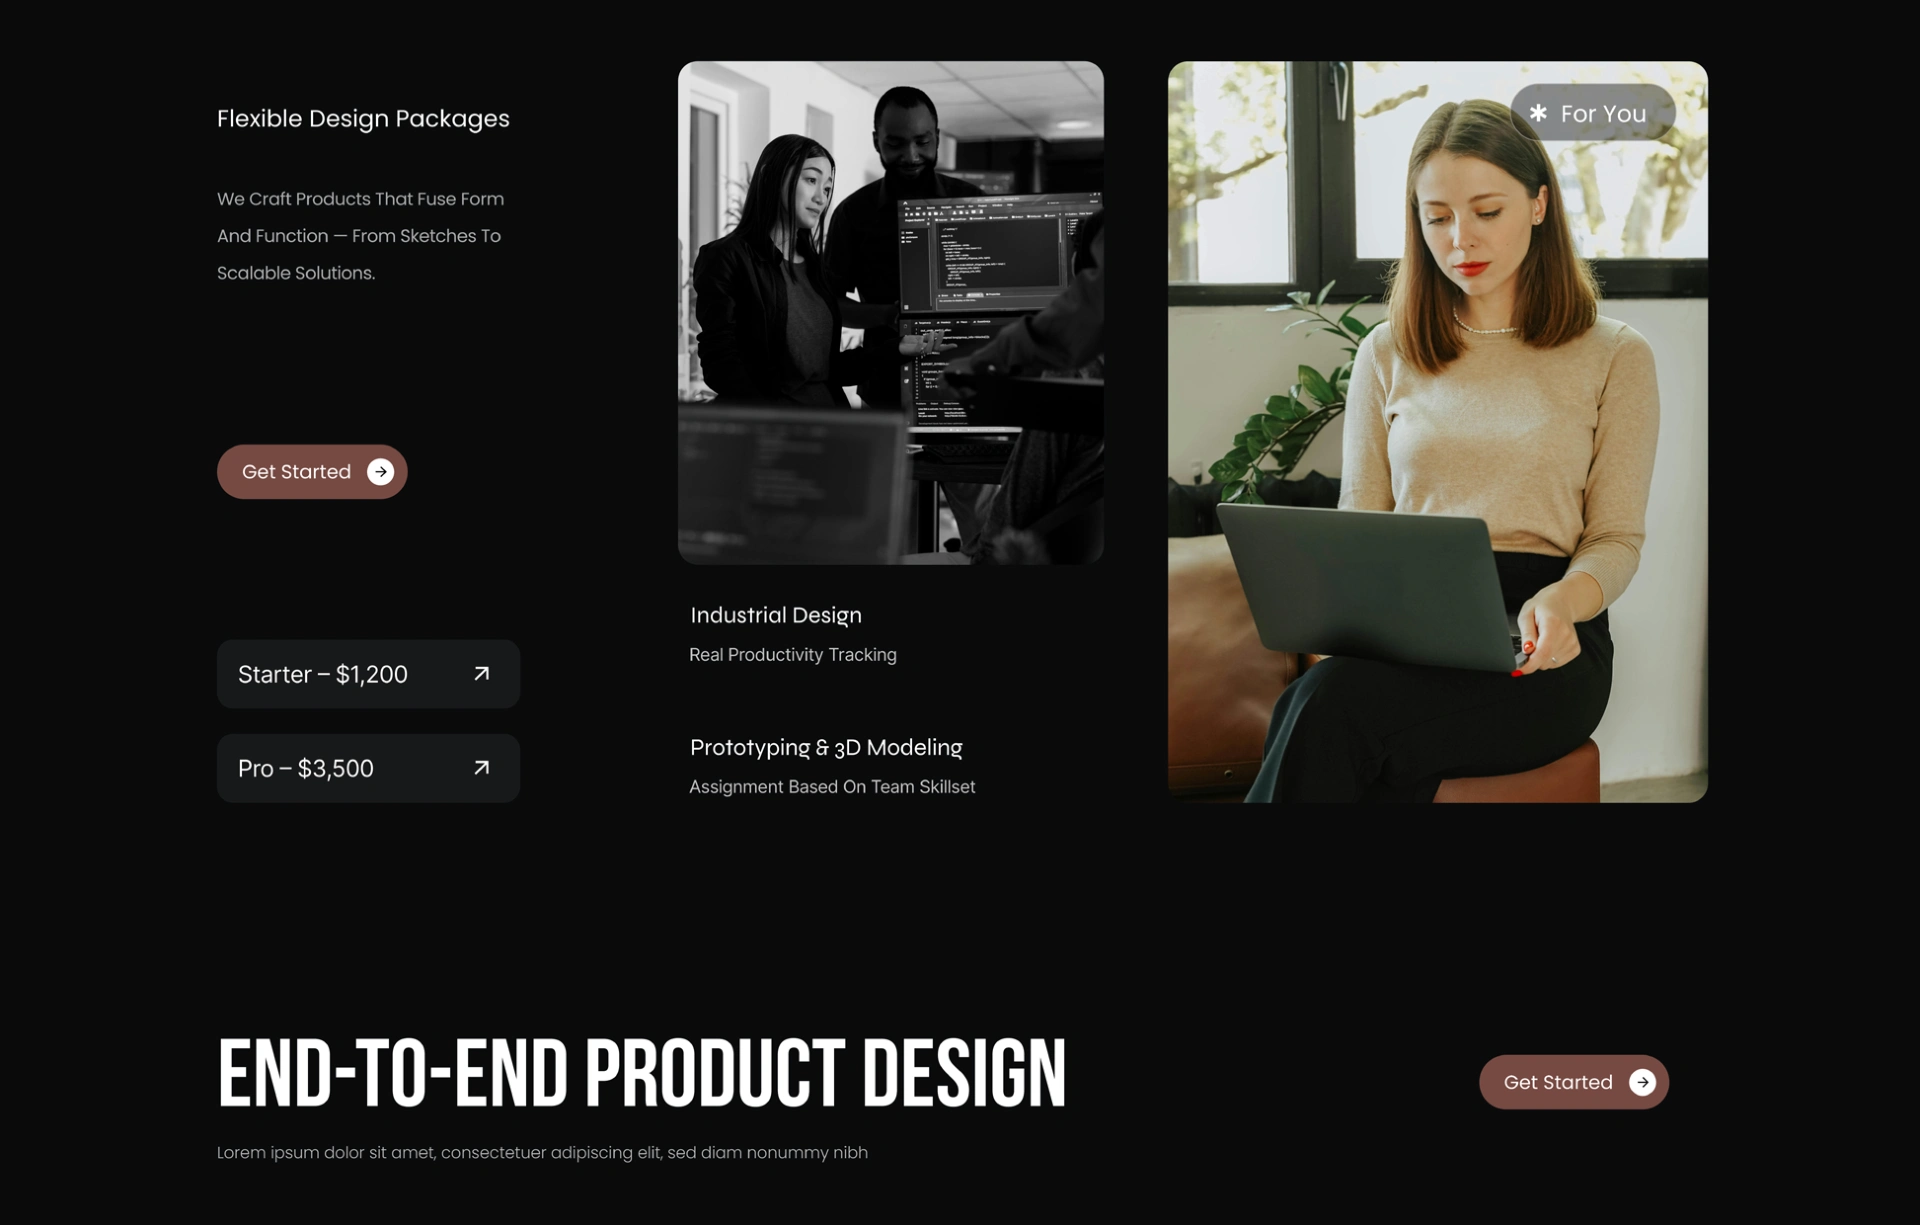 Flexible Design Packages
We Craft Products That Fuse Form
And Function — From Sketches To
Scalable Solutions.
Get Started
Starter – $1,200
Pro – $3,500
Industrial Design
Real Productivity Tracking
Prototyping & 3D Modeling
Assignment Based On Team Skillset
* For You
END-TO-END PRODUCT DESIGN
Lorem ipsum dolor sit amet, consectetuer adipiscing elit, sed diam nonummy nibh
Get Started